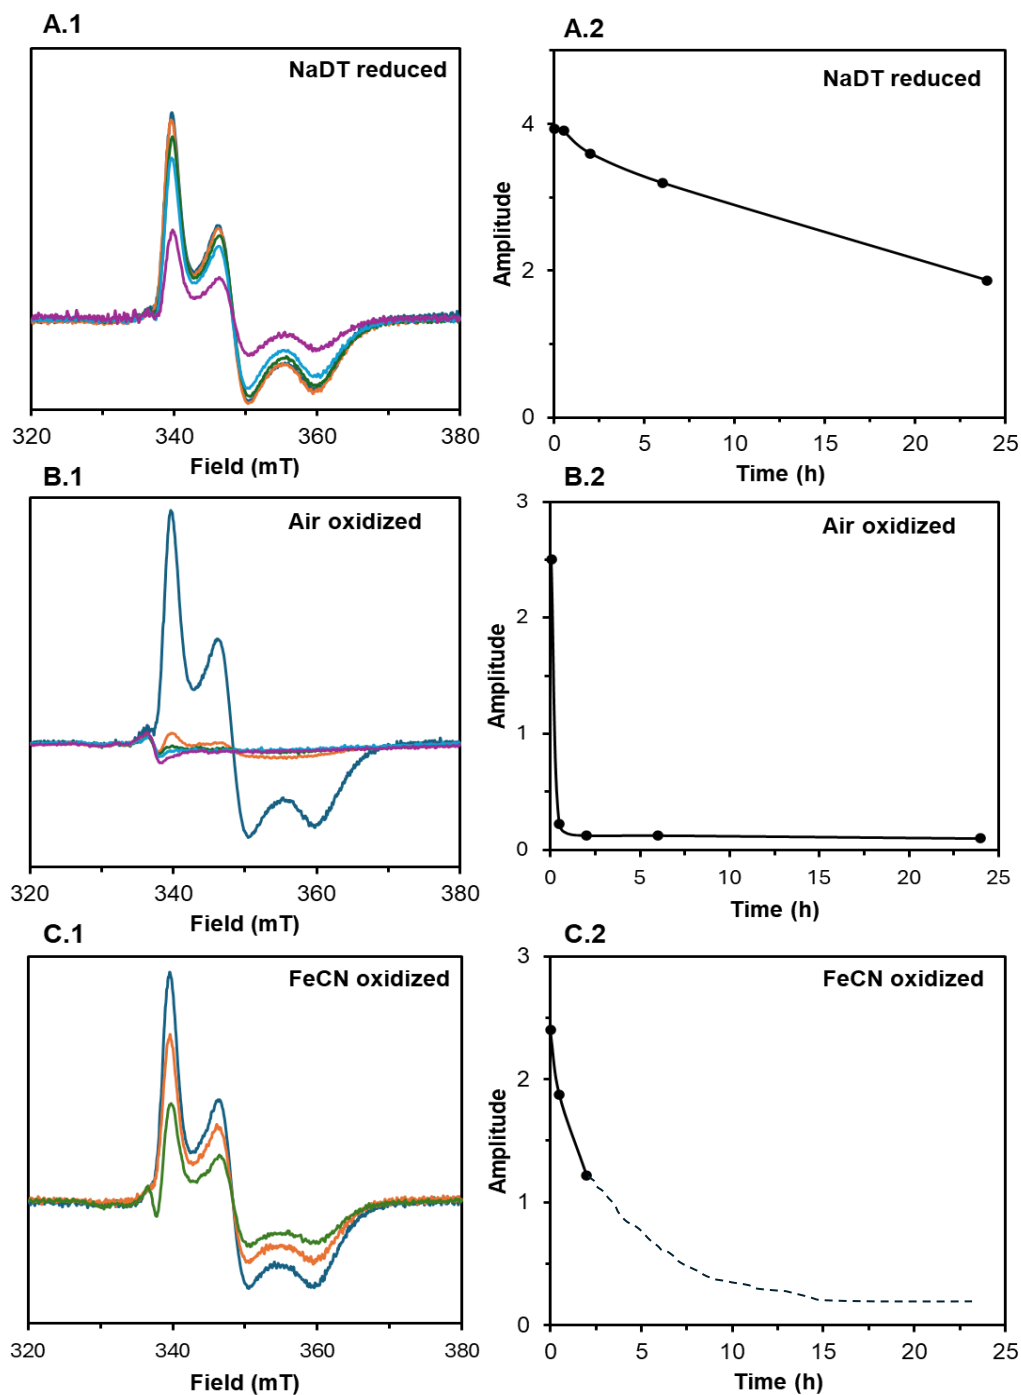 A.1
NaDT reduced
320 340 360 380
Field (mT)
A.2
NaDT reduced
Amplitude
4
2
0
0 5 10 15 20 25
Time (h)
B.1
Air oxidized
320 340 360 380
Field (mT)
B.2
Air oxidized
Amplitude
3
2
1
0
0 5 10 15 20 25
Time (h)
C.1
FeCN oxidized
320 340 360 380
Field (mT)
C.2
FeCN oxidized
Amplitude
3
2
1
0
0 5 10 15 20 25
Time (h)